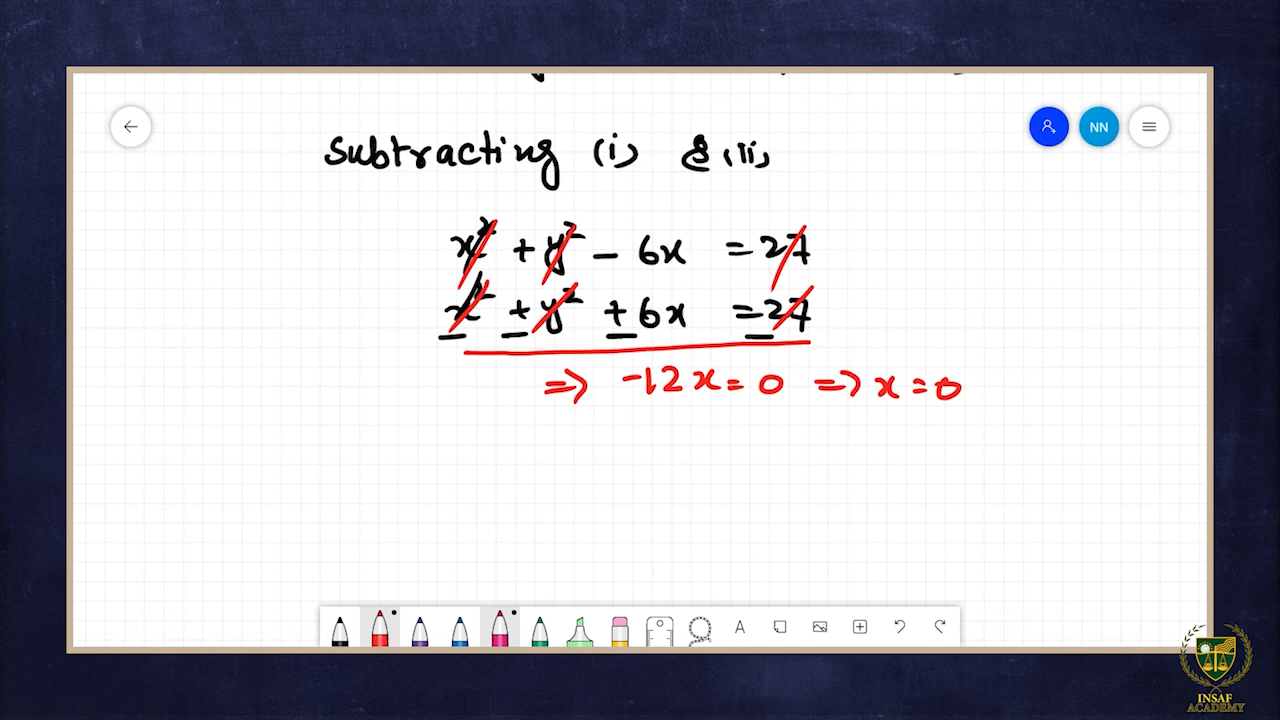 NN
Subtracting (i) & (ii)
x² + y² - 6x = 27
x² + y² + 6x = 27
=> -12x = 0 => x = 0
A
INSAF
ACADEMY